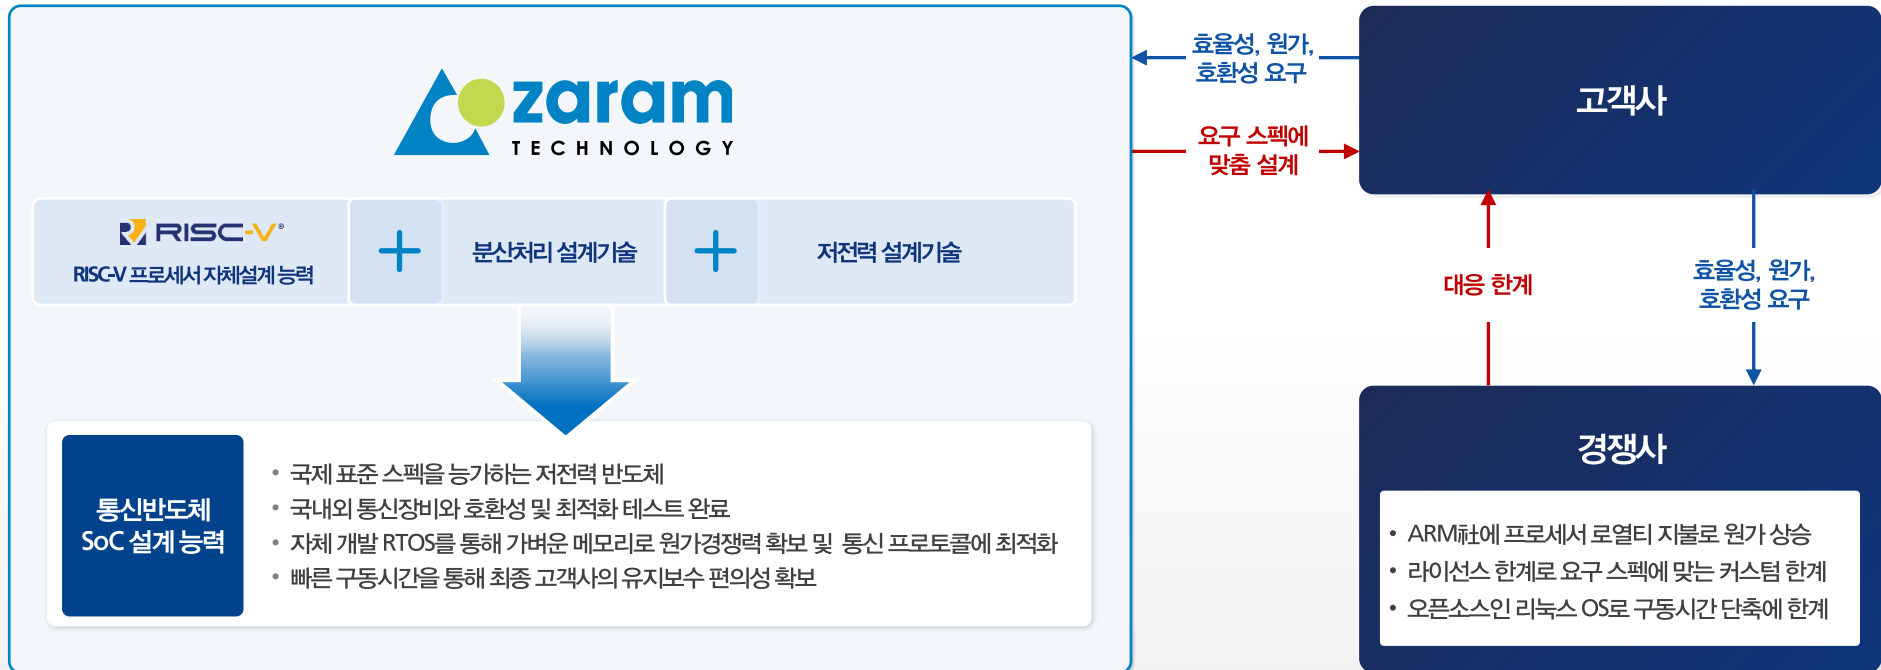 zaram
TECHNOLOGY
RISC-V®
RISC-V 프로세서 자체설계 능력
분산처리 설계기술
저전력 설계기술
통신반도체
SoC 설계 능력
• 국제 표준 스펙을 능가하는 저전력 반도체
• 국내외 통신장비와 호환성 및 최적화 테스트 완료
• 자체 개발 RTOS를 통해 가벼운 메모리로 원가경쟁력 확보 및 통신 프로토콜에 최적화
• 빠른 구동시간을 통해 최종 고객사의 유지보수 편의성 확보
효율성, 원가,
호환성 요구
요구 스펙에
맞춤 설계
고객사
대응 한계
효율성, 원가,
호환성 요구
경쟁사
• ARM社에 프로세서 로열티 지불로 원가 상승
• 라이선스 한계로 요구 스펙에 맞는 커스텀 한계
• 오픈소스인 리눅스 OS로 구동시간 단축에 한계